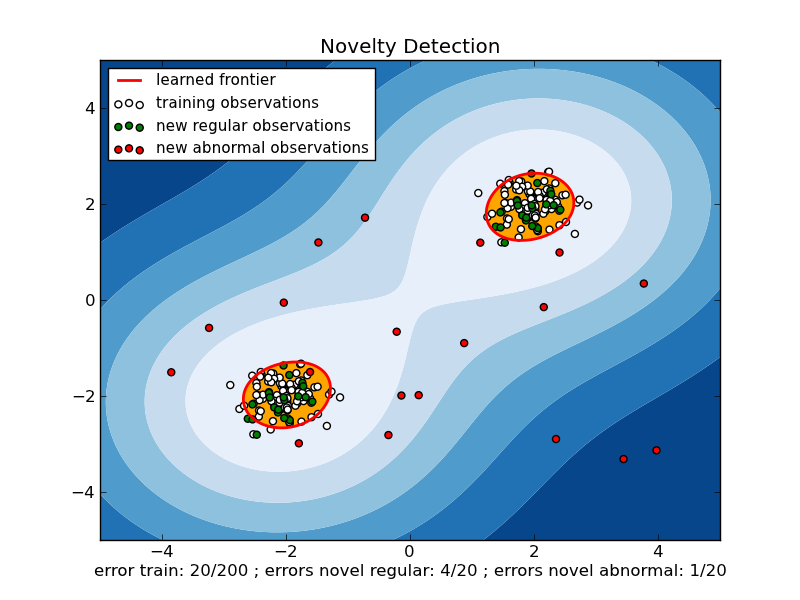 Novelty Detection
learned frontier
training observations
new regular observations
new abnormal observations
4
2
0
−2
−4
−4 −2 0 2 4
error train: 20/200 ; errors novel regular: 4/20 ; errors novel abnormal: 1/20